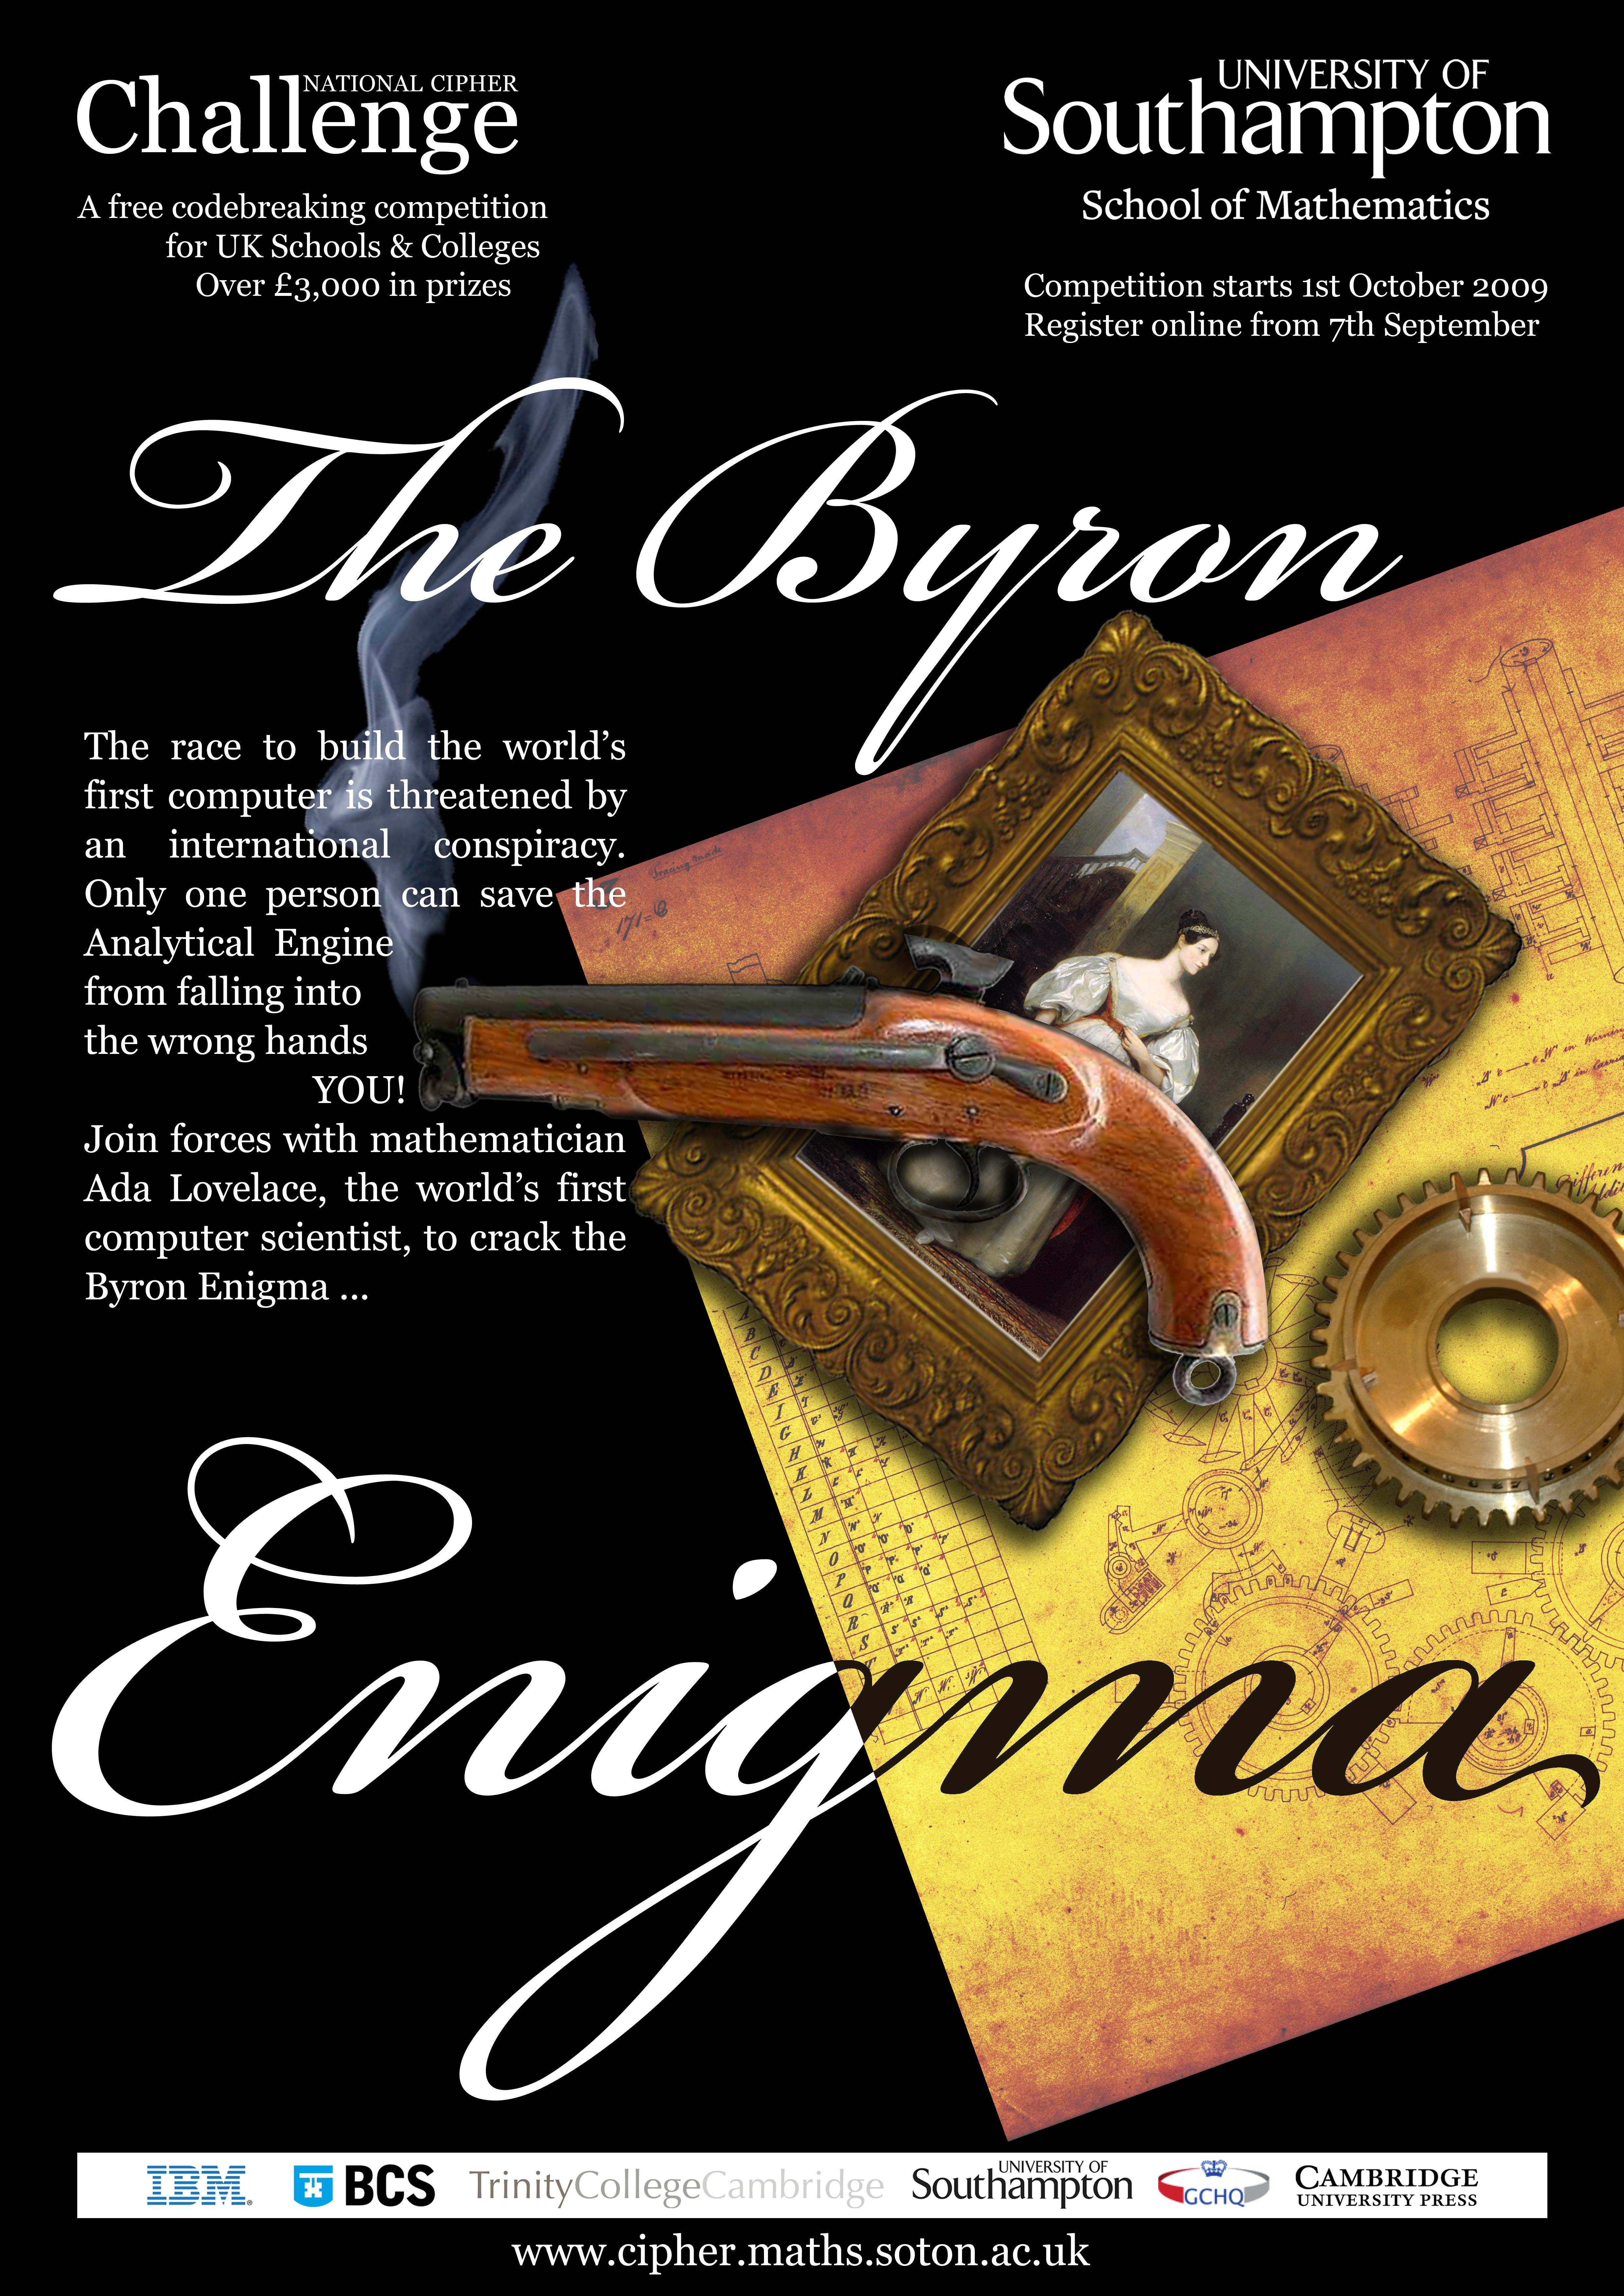 NATIONAL CIPHER
Challenge
A free codebreaking competition
for UK Schools & Colleges
Over £3,000 in prizes
UNIVERSITY OF
Southampton
School of Mathematics
Competition starts 1st October 2009
Register online from 7th September
The Byron
The race to build the world's
first computer is threatened by
an international conspiracy.
Only one person can save the
Analytical Engine
from falling into
the wrong hands
YOU!
Join forces with mathematician
Ada Lovelace, the world's first
computer scientist, to crack the
Byron Enigma ...
A
B
C
D
E
G
H
K
L
M
N
O
P
Q
R
S
Enigma
IBM
BCS
TrinityCollegeCambridge
UNIVERSITY OF
Southampton
GCHQ
CAMBRIDGE
UNIVERSITY PRESS
www.cipher.maths.soton.ac.uk